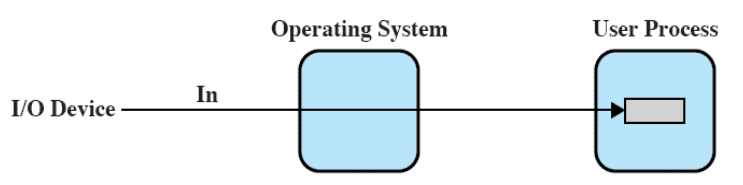 Operating System
User Process
I/O Device
In